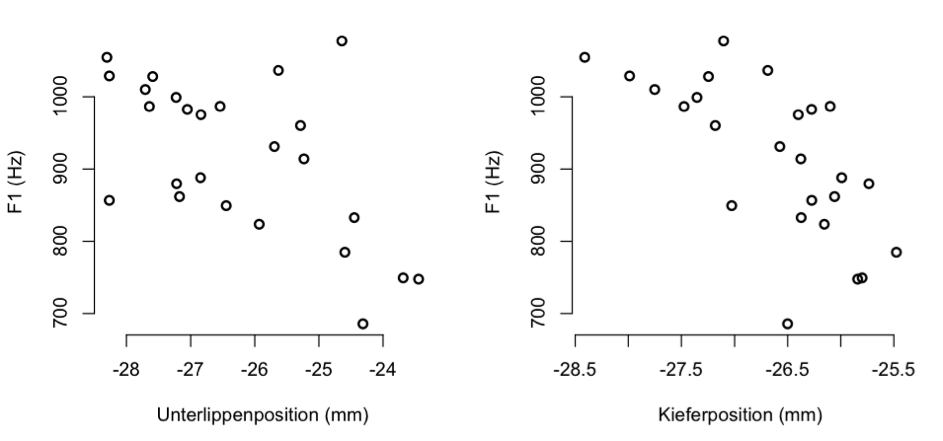 F1 (Hz)
1000
900
800
700
-28 -27 -26 -25 -24
Unterlippenposition (mm)
F1 (Hz)
1000
900
800
700
-28.5 -27.5 -26.5 -25.5
Kieferposition (mm)